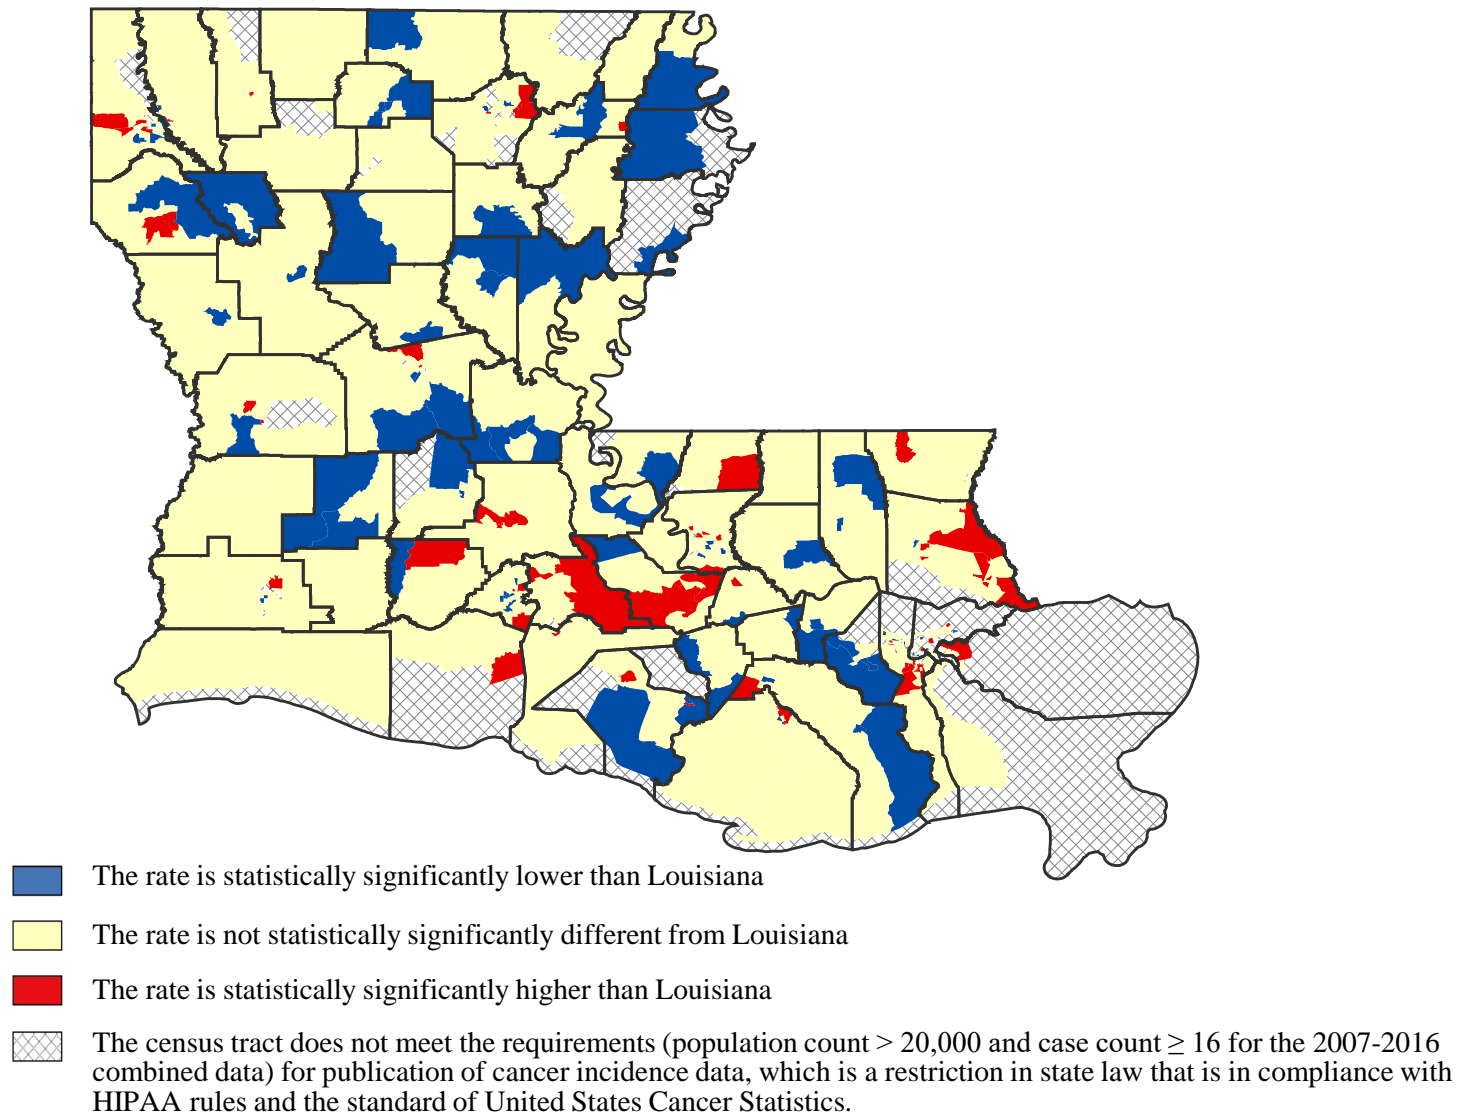 The rate is statistically significantly lower than Louisiana
The rate is not statistically significantly different from Louisiana
The rate is statistically significantly higher than Louisiana
The census tract does not meet the requirements (population count > 20,000 and case count ≥ 16 for the 2007-2016
combined data) for publication of cancer incidence data, which is a restriction in state law that is in compliance with
HIPAA rules and the standard of United States Cancer Statistics.